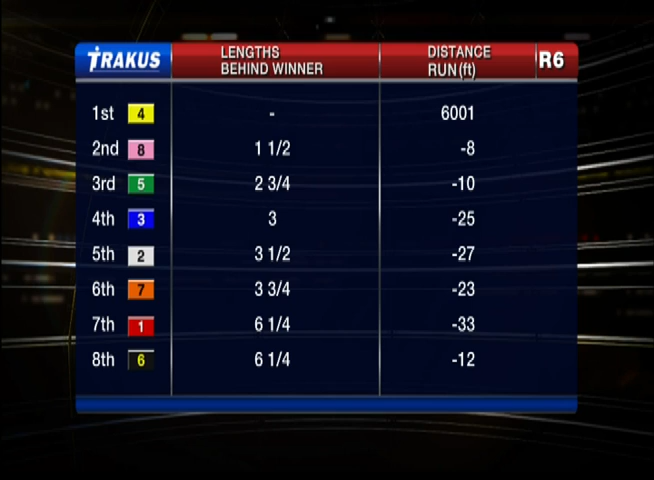 TRAKUS LENGTHS BEHIND WINNER DISTANCE RUN (ft) R6
1st 4 - 6001
2nd 8 1 1/2 -8
3rd 5 2 3/4 -10
4th 3 3 -25
5th 2 3 1/2 -27
6th 7 3 3/4 -23
7th 1 6 1/4 -33
8th 6 6 1/4 -12